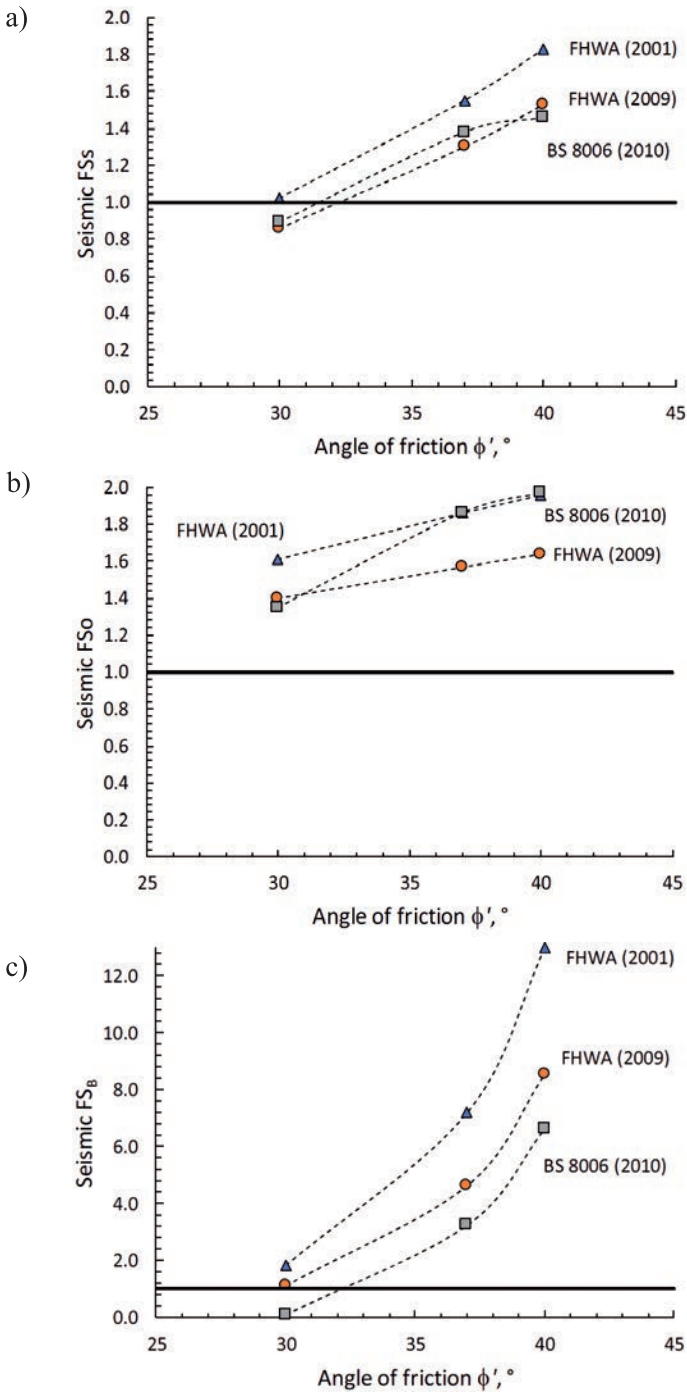 a)
2.0
1.8
1.6
1.4
1.2
1.0
0.8
0.6
0.4
0.2
0.0
Seismic FSs
FHWA (2001)
FHWA (2009)
BS 8006 (2010)
25 30 35 40 45
Angle of friction ϕ′, °
b)
2.0
1.8
1.6
1.4
1.2
1.0
0.8
0.6
0.4
0.2
0.0
Seismic FSo
FHWA (2001)
BS 8006 (2010)
FHWA (2009)
25 30 35 40 45
Angle of friction ϕ′, °
c)
12.0
10.0
8.0
6.0
4.0
2.0
0.0
Seismic FS_B
FHWA (2001)
FHWA (2009)
BS 8006 (2010)
25 30 35 40 45
Angle of friction ϕ′, °